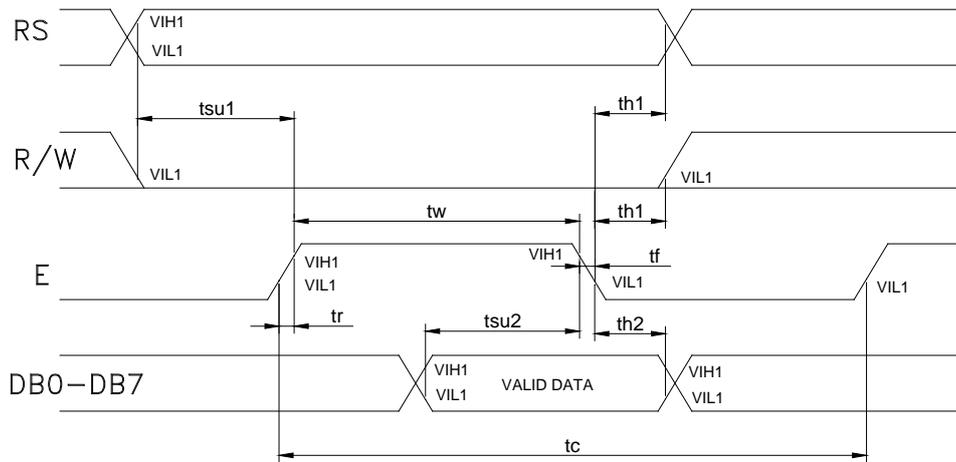 RS
VIH1
VIL1
tsu1
th1
R/W
VIL1
VIL1
tw
th1
E
VIH1
VIH1
tf
VIL1
VIL1
VIL1
tr
tsu2
th2
DB0-DB7
VIH1
VALID DATA
VIH1
VIL1
VIL1
tc